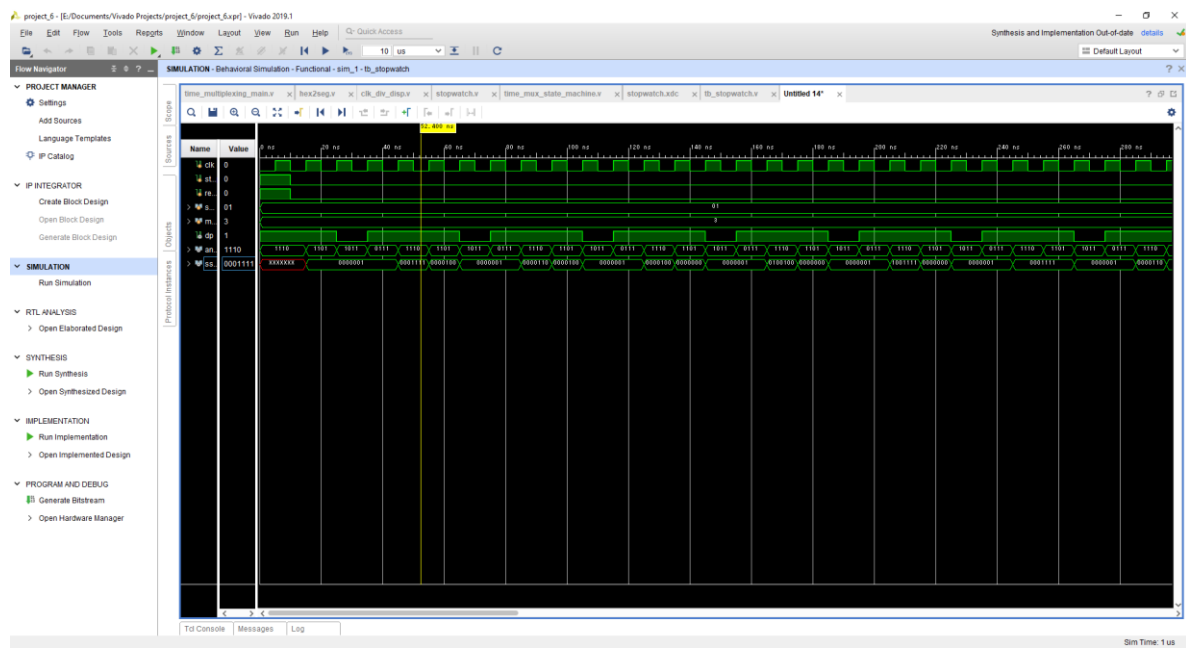 project_6 - [E:/Documents/Vivado Projects/project_6/project_6.xpr] - Vivado 2019.1
File Edit Flow Tools Reports Window Layout View Run Help Quick Access
Synthesis and Implementation Out-of-date details
10 us
Default Layout
Flow Navigator
SIMULATION - Behavioral Simulation - Functional - sim_1 - tb_stopwatch
PROJECT MANAGER
Settings
Add Sources
Language Templates
IP Catalog
IP INTEGRATOR
Create Block Design
Open Block Design
Generate Block Design
SIMULATION
Run Simulation
RTL ANALYSIS
Open Elaborated Design
SYNTHESIS
Run Synthesis
Open Synthesized Design
IMPLEMENTATION
Run Implementation
Open Implemented Design
PROGRAM AND DEBUG
Generate Bitstream
Open Hardware Manager
Scope
Sources
Objects
Protocol Instances
time_multiplexing_main.v hex2seg.v clk_div_disp.v stopwatch.v time_mux_state_machine.v stopwatch.xdc tb_stopwatch.v Untitled 14*
52.400 ns
Name Value 0 ns 20 ns 40 ns 60 ns 80 ns 100 ns 120 ns 140 ns 160 ns 180 ns 200 ns 220 ns 240 ns 260 ns 280 ns
clk 0
st.. 0
re.. 0
s... 01 01
m.. 3 3
dp 1
an.. 1110 1110 1101 1011 0111 1110 1101 1011 0111 1110 1101 1011 0111 1110 1101 1011 0111 1110 1101 1011 0111 1110 1101 1011 0111 1110 1101 1011 0111 1110
ss.. 0001111 XXXXXXX 0000001 0001111 0000100 0000001 0000110 0000100 0000001 0000100 0000000 0000001 0100100 0000000 0000001 1001111 0000000 0000001 0001111 0000001 0000110
Tcl Console Messages Log
Sim Time: 1 us